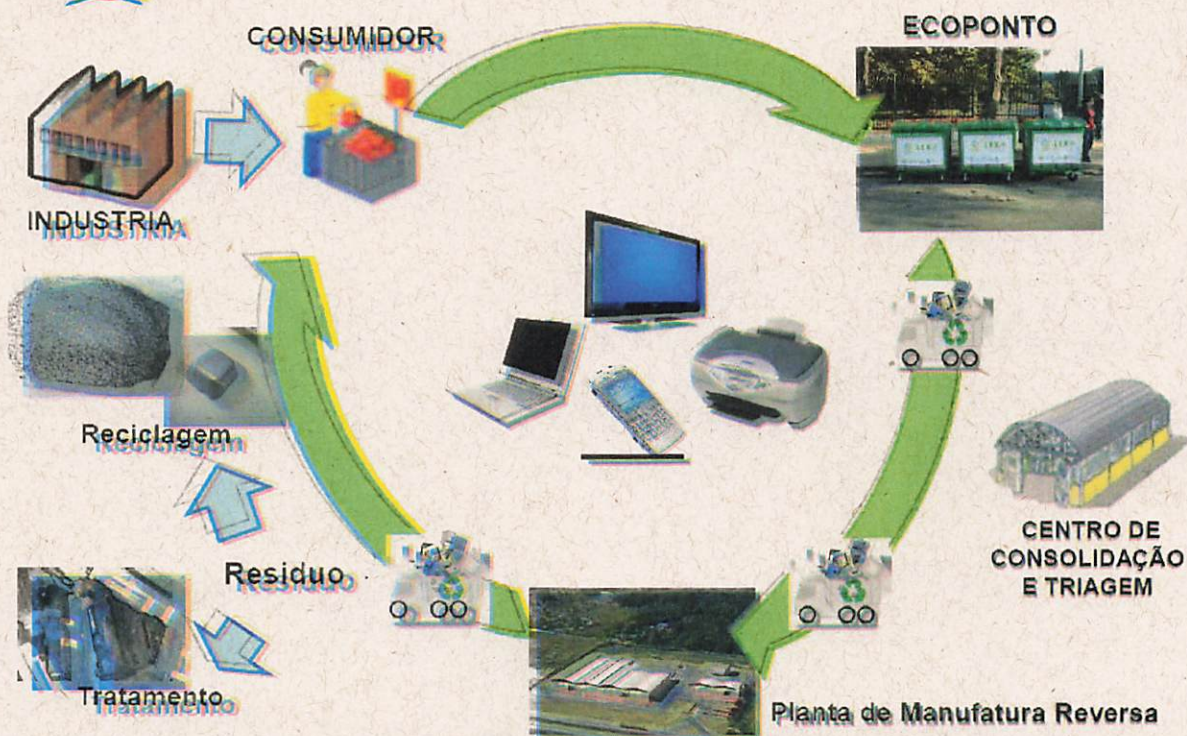 CONSUMIDOR
ECOPONTO
INDUSTRIA
Reciclagem
CENTRO DE
CONSOLIDAÇÃO
E TRIAGEM
Residuo
Tratamento
Planta de Manufatura Reversa